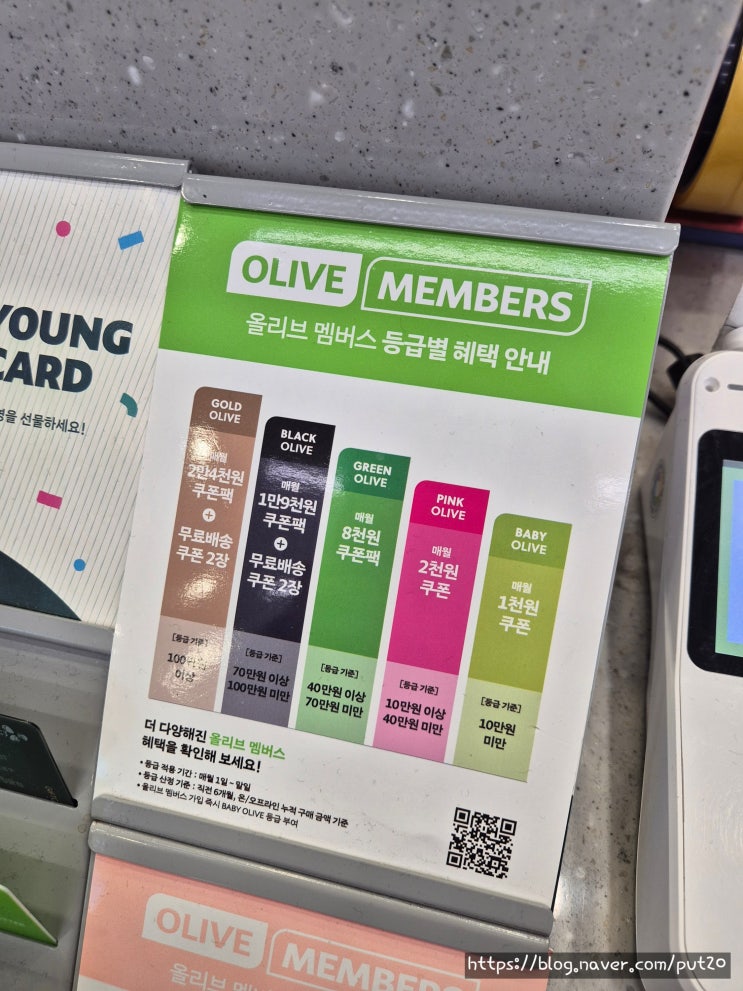 YOUNG
CARD
을 선물하세요!
OLIVE MEMBERS
올리브 멤버스 등급별 혜택 안내
GOLD
OLIVE
매월
2만4천원
쿠폰팩
+
무료배송
쿠폰 2장
[등급 기준]
100만원
이상
BLACK
OLIVE
매월
1만9천원
쿠폰팩
+
무료배송
쿠폰 2장
[등급 기준]
70만원 이상
100만원 미만
GREEN
OLIVE
매월
8천원
쿠폰팩
[등급 기준]
40만원 이상
70만원 미만
PINK
OLIVE
매월
2천원
쿠폰
[등급 기준]
10만원 이상
40만원 미만
BABY
OLIVE
매월
1천원
쿠폰
[등급 기준]
10만원
미만
더 다양해진 올리브 멤버스
혜택을 확인해 보세요!
• 등급 적용 기간 : 매월 1일 ~ 말일
• 등급 산정 기준 : 직전 6개월, 온/오프라인 누적 구매 금액 기준
• 올리브 멤버스 가입 즉시 BABY OLIVE 등급 부여
OLIVE MEMBERS
https://blog.naver.com/put20